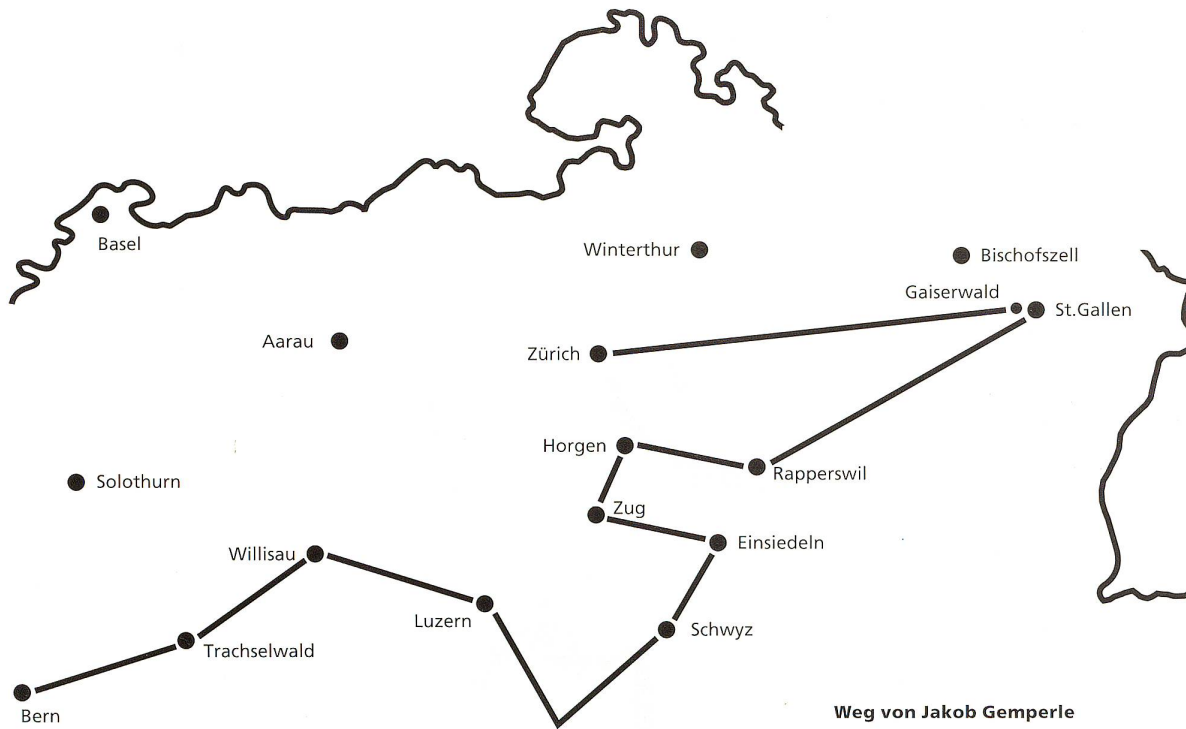 Basel
Winterthur
Bischofszell
Gaiserwald
St.Gallen
Aarau
Zürich
Horgen
Rapperswil
Solothurn
Zug
Einsiedeln
Willisau
Luzern
Schwyz
Trachselwald
Bern
Weg von Jakob Gemperle